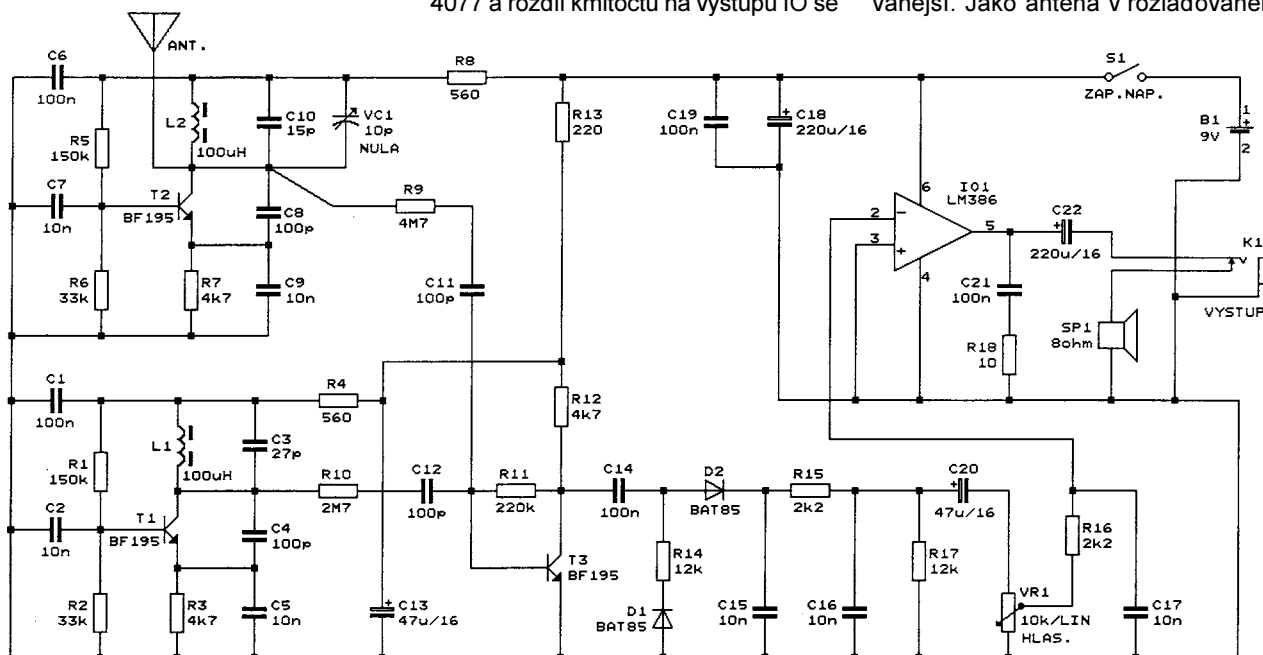 4077 a rozdíl kmitočtů na výstupu IO se
ANT.
C6
100n
R8
560
S1
ZAP.NAP.
L2
100uH
C10
15p
VC1
10p
NULA
R13
220
C19
100n
C18
220u/16
B1
9V
1
2
R5
150k
C7
10n
T2
BF195
R9
4M7
C8
100p
6
IO1
LM386
2
3
5
4
C22
220u/16
K1
VYSTUP
R6
33k
R7
4k7
C9
10n
C11
100p
C21
100n
SP1
8ohm
R18
10
C1
100n
R4
560
R12
4k7
L1
100uH
C3
27p
R1
150k
C2
10n
T1
BF195
R10
2M7
C12
100p
R11
220k
C14
100n
D2
BAT85
R15
2k2
C20
47u/16
R16
2k2
C4
100p
T3
BF195
R14
12k
R17
12k
R2
33k
R3
4k7
C5
10n
C13
47u/16
D1
BAT85
C15
10n
C16
10n
VR1
10k/LIN
HLAS.
C17
10n